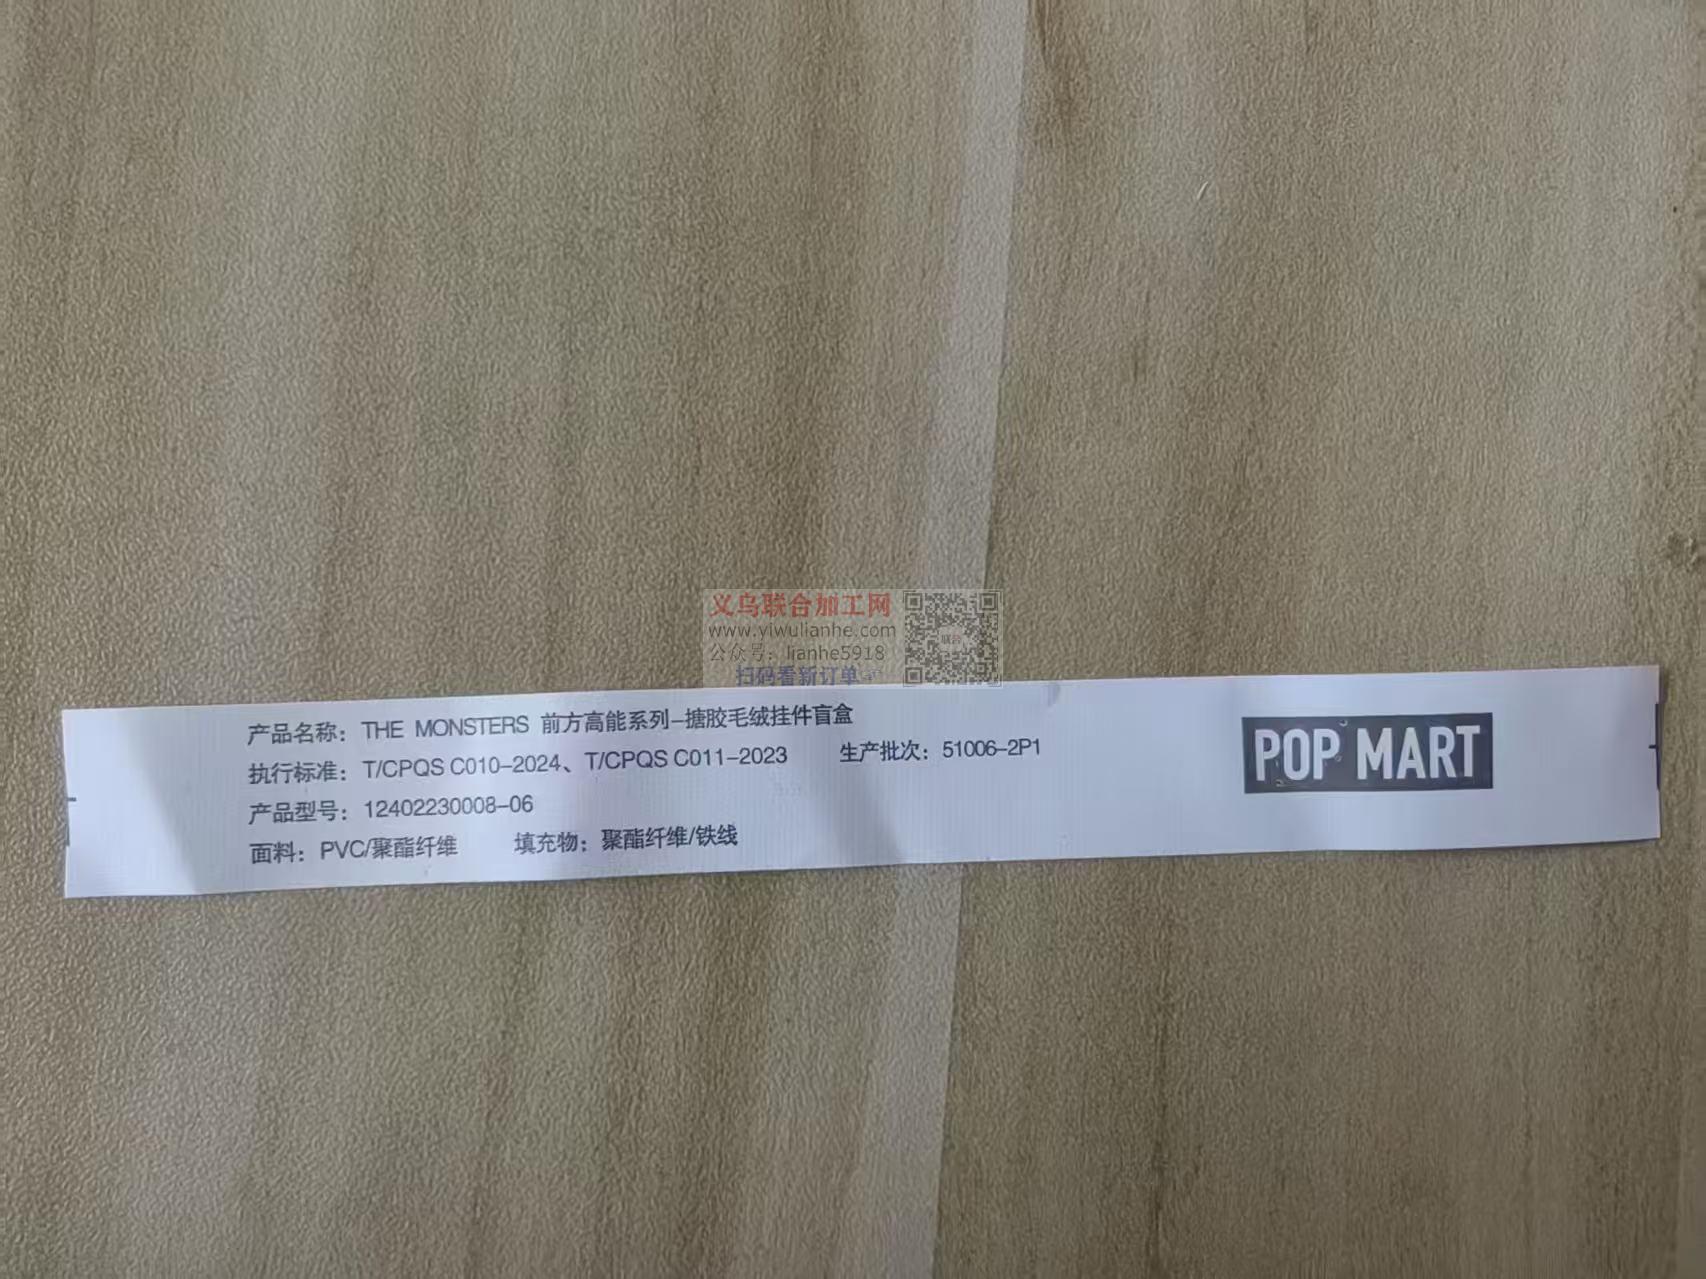 义乌联合加工网
www.yiwulianhe.com
公众号：lianhe5918
扫码看新订单
联合
产品名称：THE MONSTERS 前方高能系列-搪胶毛绒挂件盲盒
执行标准：T/CPQS C010-2024、T/CPQS C011-2023 生产批次：51006-2P1
产品型号：12402230008-06
面料：PVC/聚酯纤维 填充物：聚酯纤维/铁线
POP MART